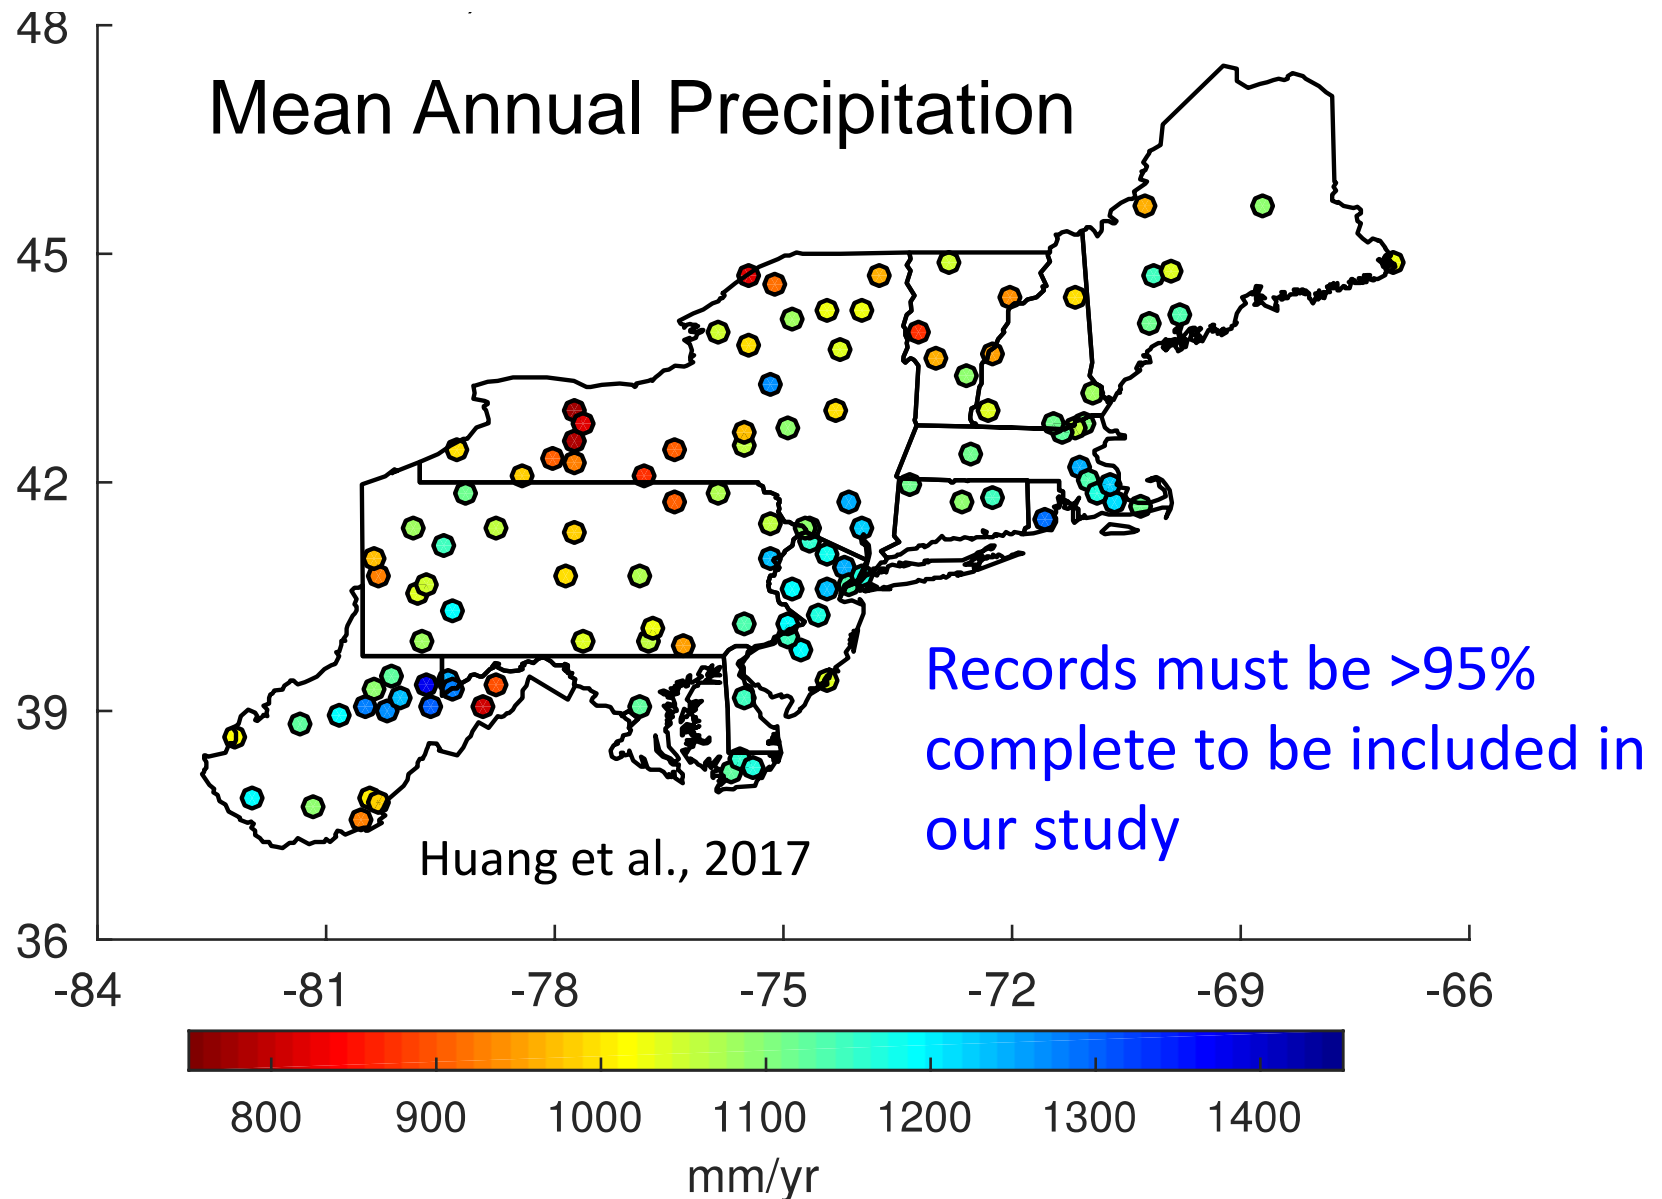 48
Mean Annual Precipitation
45
42
39
36
Records must be >95%
complete to be included in
our study
Huang et al., 2017
-84 -81 -78 -75 -72 -69 -66
800 900 1000 1100 1200 1300 1400
mm/yr